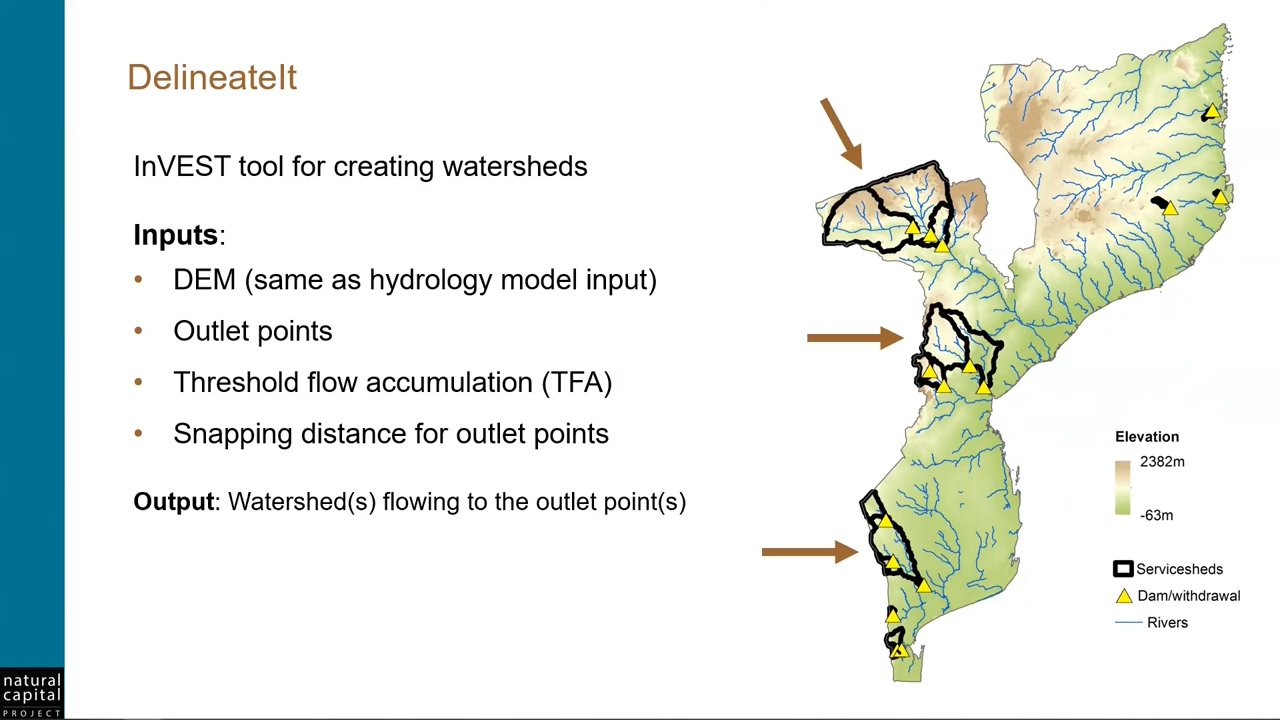 DelineateIt
InVEST tool for creating watersheds
Inputs:
• DEM (same as hydrology model input)
• Outlet points
• Threshold flow accumulation (TFA)
• Snapping distance for outlet points
Output: Watershed(s) flowing to the outlet point(s)
Elevation
2382m
-63m
Servicesheds
Dam/withdrawal
Rivers
natural
capital
PROJECT